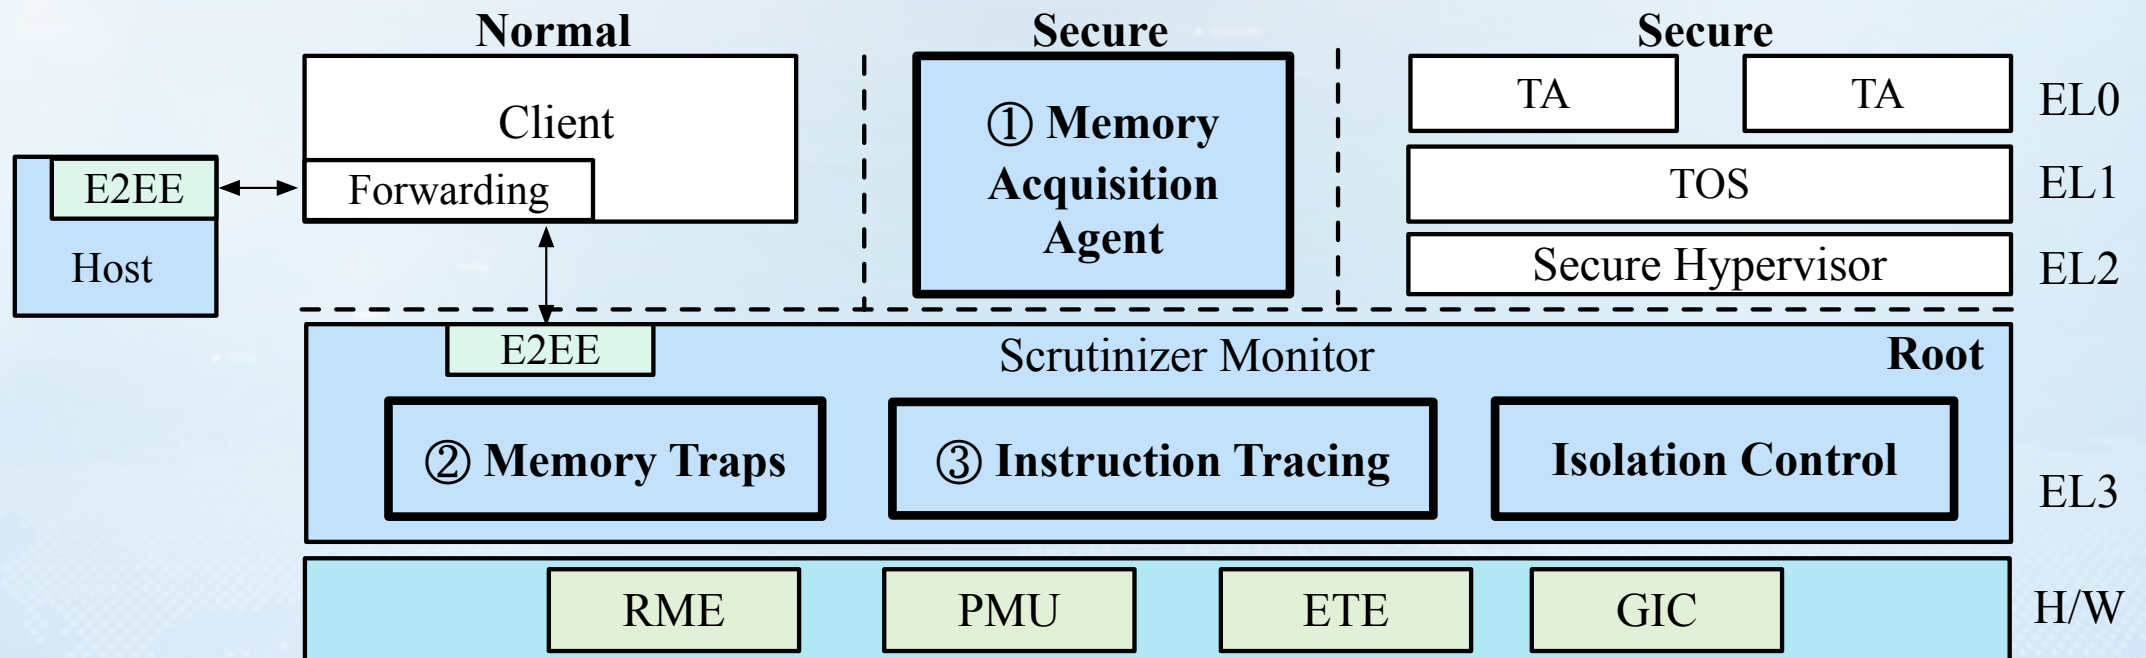 Normal
Secure
Secure
Client
Forwarding
E2EE
Host
① Memory
Acquisition
Agent
TA
TA
EL0
TOS
EL1
Secure Hypervisor
EL2
E2EE
Scrutinizer Monitor
Root
② Memory Traps
③ Instruction Tracing
Isolation Control
EL3
RME
PMU
ETE
GIC
H/W